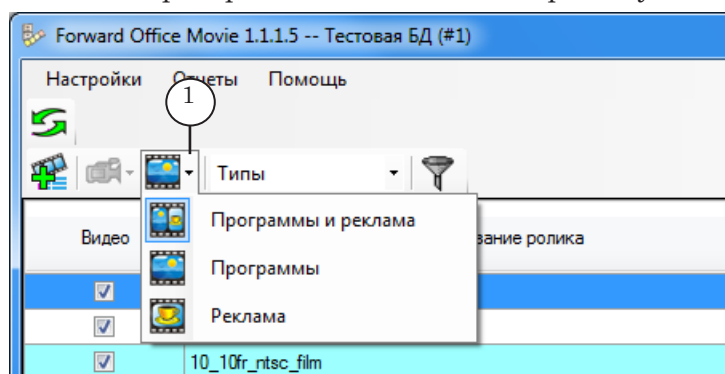 Forward Office Movie 1.1.1.5 -- Тестовая БД (#1)
Настройки Отчеты Помощь
1
Типы
Программы и реклама
Видео ролика
Программы
Реклама
10_10fr_ntsc_film